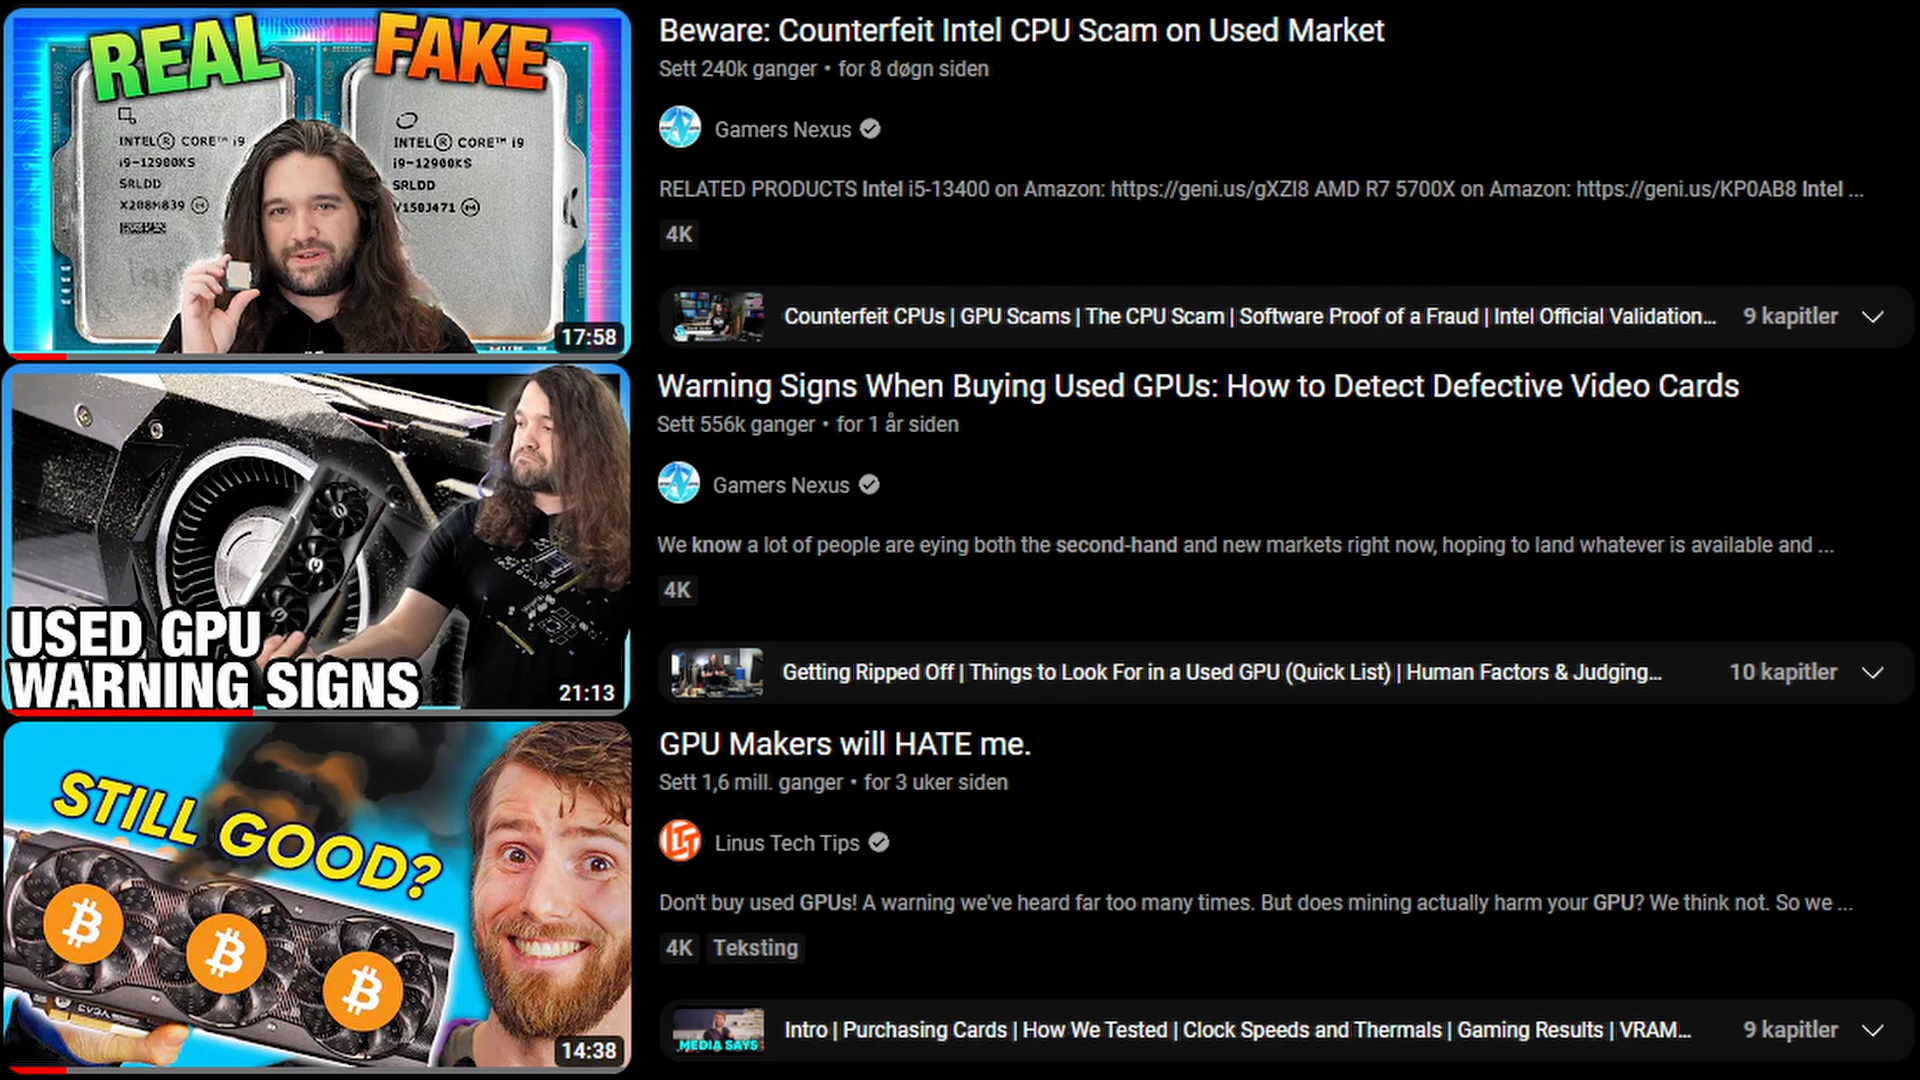 REAL FAKE
INTEL® CORE™ i9
i9-12900KS
SRLDD
X208M839
INTEL® CORE™ i9
i9-12900KS
SRLDD
V150J471
17:58
Beware: Counterfeit Intel CPU Scam on Used Market
Sett 240k ganger • for 8 døgn siden
Gamers Nexus
RELATED PRODUCTS Intel i5-13400 on Amazon: https://geni.us/gXZI8 AMD R7 5700X on Amazon: https://geni.us/KP0AB8 Intel ...
4K
Counterfeit CPUs | GPU Scams | The CPU Scam | Software Proof of a Fraud | Intel Official Validation... 9 kapitler
USED GPU
WARNING SIGNS
21:13
Warning Signs When Buying Used GPUs: How to Detect Defective Video Cards
Sett 556k ganger • for 1 år siden
Gamers Nexus
We know a lot of people are eying both the second-hand and new markets right now, hoping to land whatever is available and ...
4K
Getting Ripped Off | Things to Look For in a Used GPU (Quick List) | Human Factors & Judging... 10 kapitler
STILL GOOD?
EVGA
14:38
GPU Makers will HATE me.
Sett 1,6 mill. ganger • for 3 uker siden
LTT
Linus Tech Tips
Don't buy used GPUs! A warning we've heard far too many times. But does mining actually harm your GPU? We think not. So we ...
4K Teksting
MEDIA SAYS
Intro | Purchasing Cards | How We Tested | Clock Speeds and Thermals | Gaming Results | VRAM... 9 kapitler